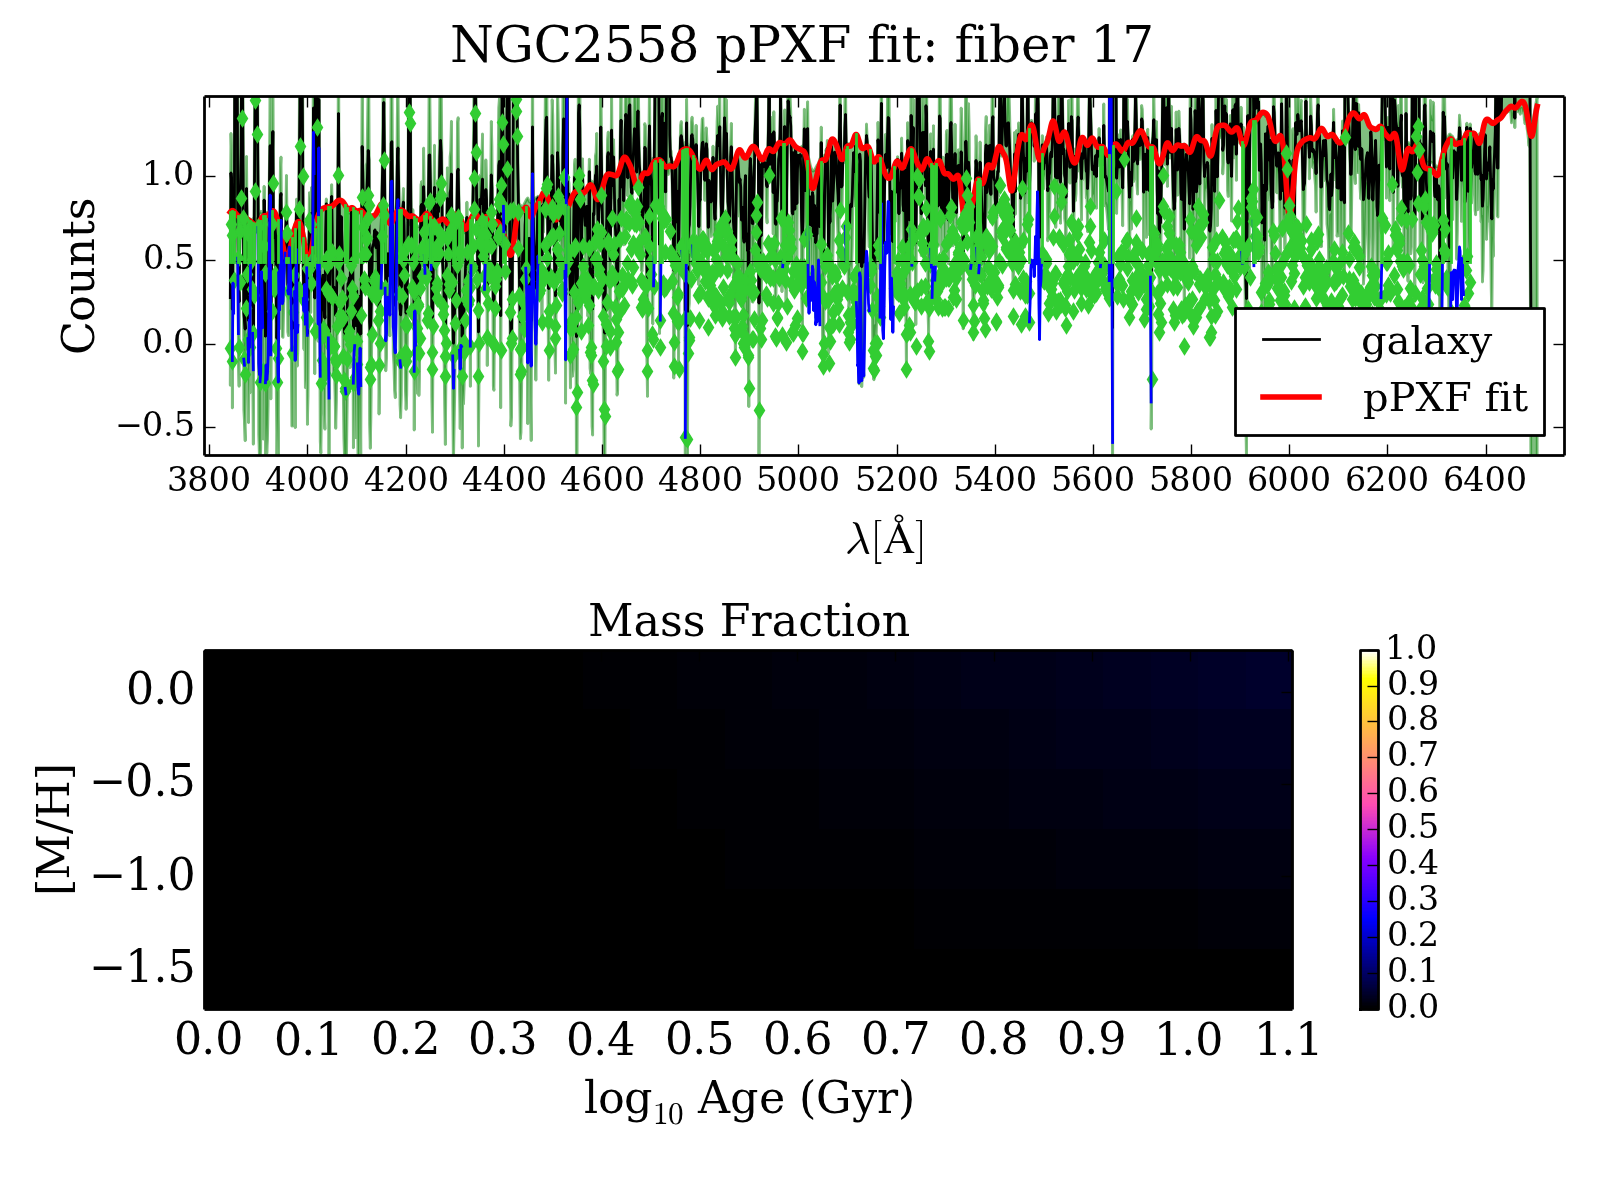 NGC2558 pPXF fit: fiber 17
Counts
1.0
0.5
0.0
−0.5
galaxy
pPXF fit
3800 4000 4200 4400 4600 4800 5000 5200 5400 5600 5800 6000 6200 6400
λ[Å]
Mass Fraction
[M/H]
0.0
−0.5
−1.0
−1.5
1.0
0.9
0.8
0.7
0.6
0.5
0.4
0.3
0.2
0.1
0.0
0.0 0.1 0.2 0.3 0.4 0.5 0.6 0.7 0.8 0.9 1.0 1.1
log₁₀ Age (Gyr)